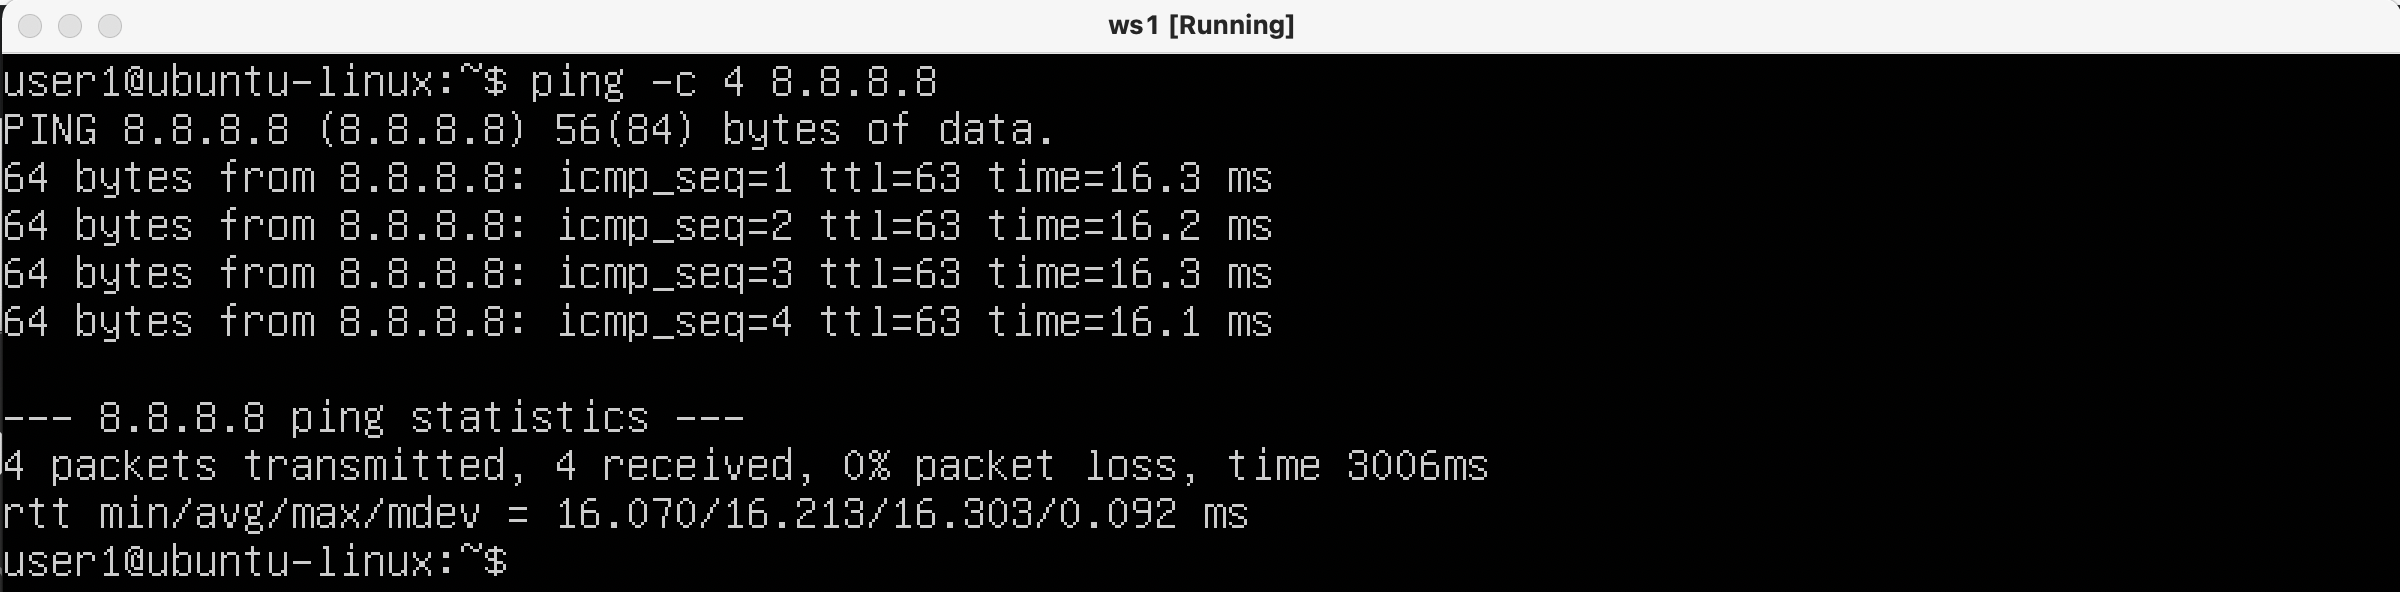 ws1 [Running]
user1@ubuntu-linux:~$ ping -c 4 8.8.8.8
PING 8.8.8.8 (8.8.8.8) 56(84) bytes of data.
64 bytes from 8.8.8.8: icmp_seq=1 ttl=63 time=16.3 ms
64 bytes from 8.8.8.8: icmp_seq=2 ttl=63 time=16.2 ms
64 bytes from 8.8.8.8: icmp_seq=3 ttl=63 time=16.3 ms
64 bytes from 8.8.8.8: icmp_seq=4 ttl=63 time=16.1 ms
--- 8.8.8.8 ping statistics ---
4 packets transmitted, 4 received, 0% packet loss, time 3006ms
rtt min/avg/max/mdev = 16.070/16.213/16.303/0.092 ms
user1@ubuntu-linux:~$